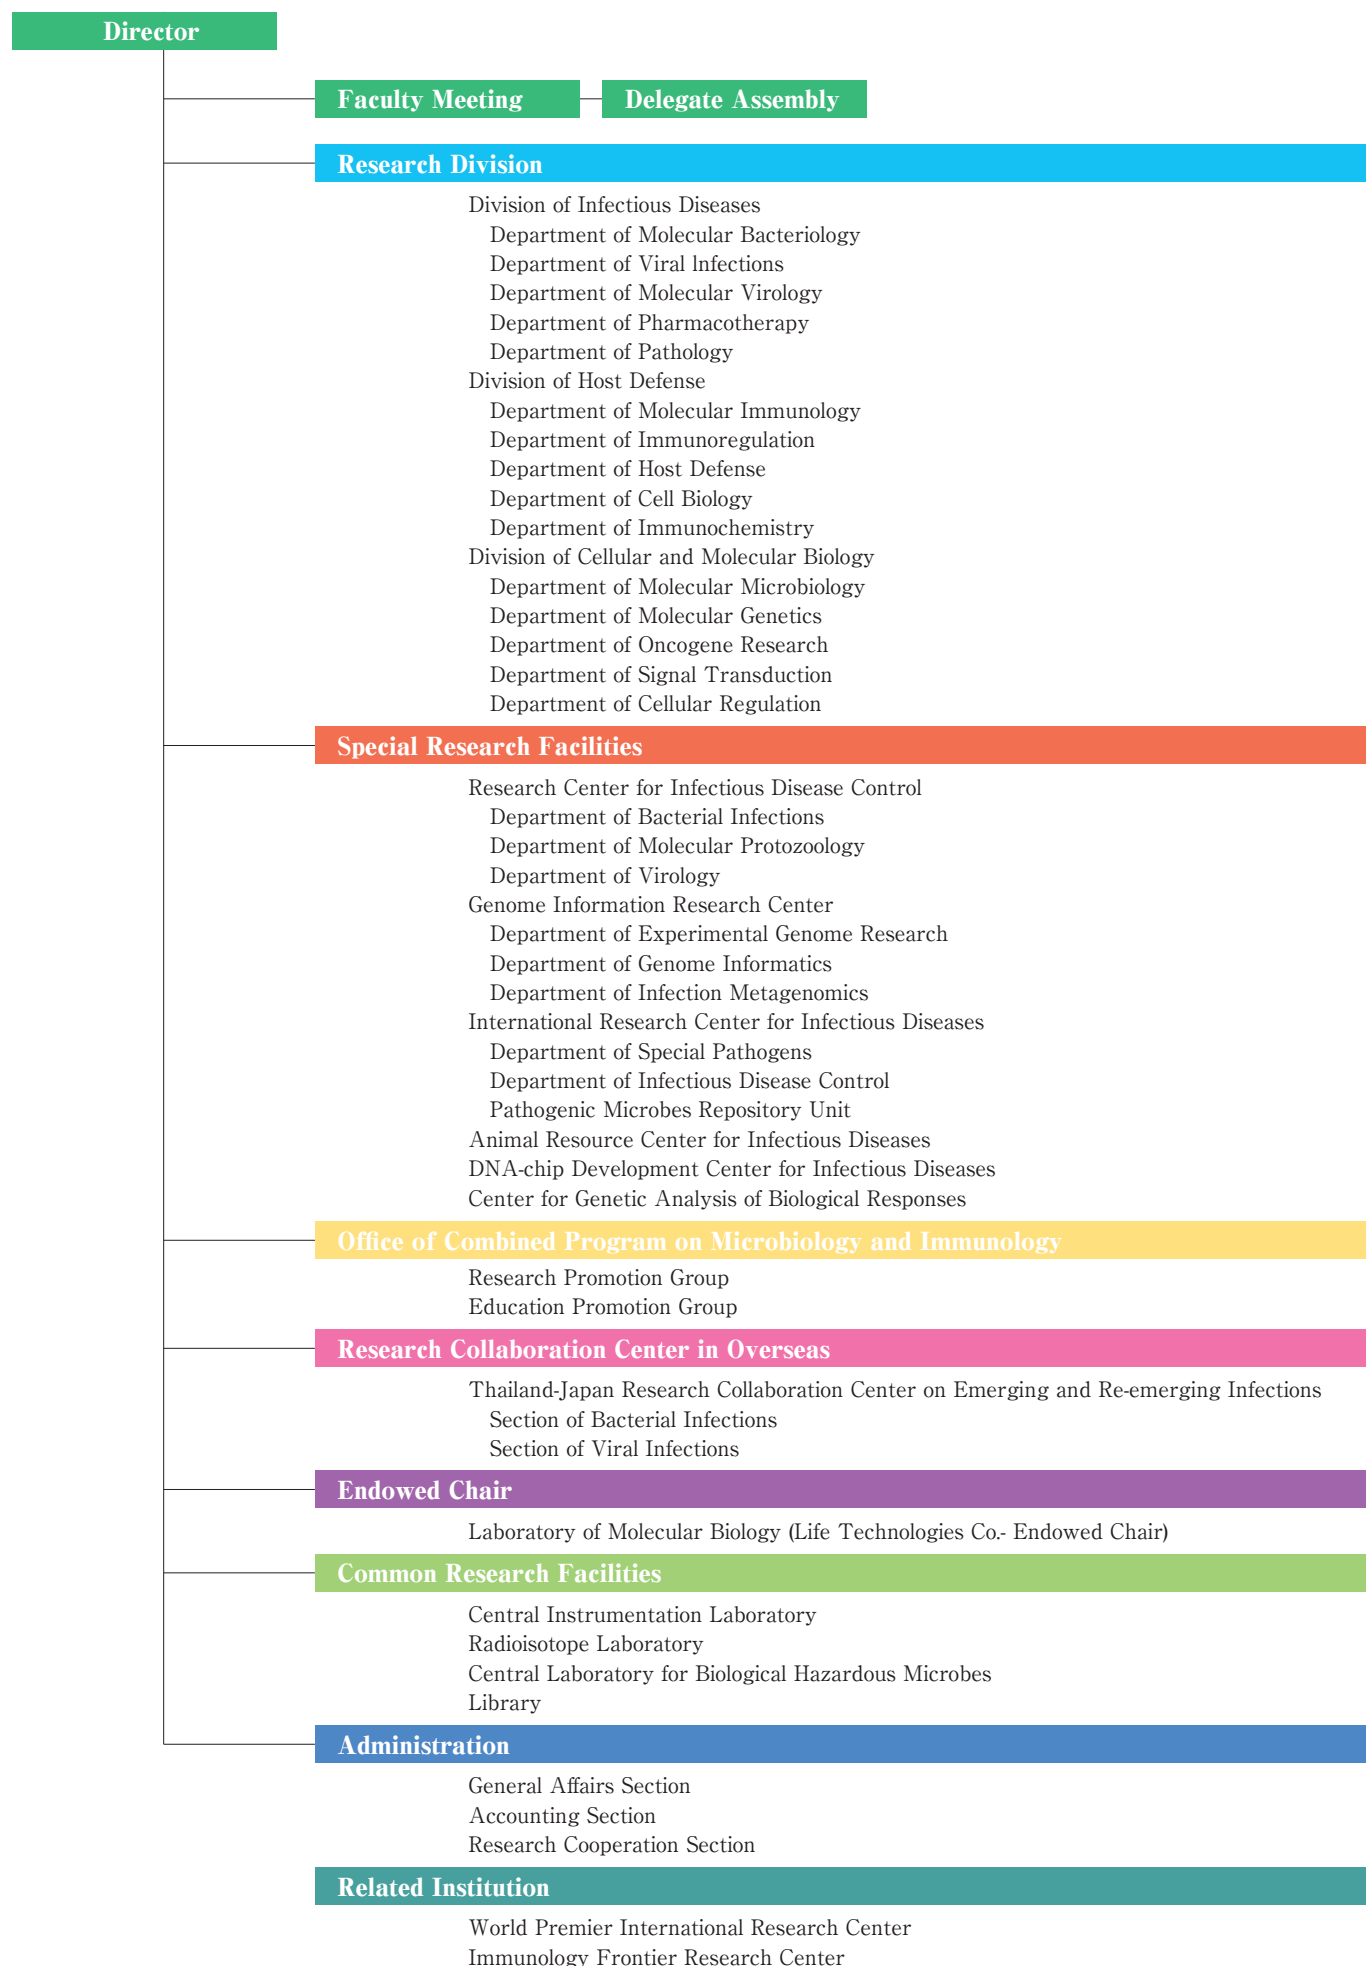 Director
Faculty Meeting Delegate Assembly
Research Division
Division of Infectious Diseases
Department of Molecular Bacteriology
Department of Viral lnfections
Department of Molecular Virology
Department of Pharmacotherapy
Department of Pathology
Division of Host Defense
Department of Molecular Immunology
Department of Immunoregulation
Department of Host Defense
Department of Cell Biology
Department of Immunochemistry
Division of Cellular and Molecular Biology
Department of Molecular Microbiology
Department of Molecular Genetics
Department of Oncogene Research
Department of Signal Transduction
Department of Cellular Regulation
Special Research Facilities
Research Center for Infectious Disease Control
Department of Bacterial Infections
Department of Molecular Protozoology
Department of Virology
Genome Information Research Center
Department of Experimental Genome Research
Department of Genome Informatics
Department of Infection Metagenomics
International Research Center for Infectious Diseases
Department of Special Pathogens
Department of Infectious Disease Control
Pathogenic Microbes Repository Unit
Animal Resource Center for Infectious Diseases
DNA-chip Development Center for Infectious Diseases
Center for Genetic Analysis of Biological Responses
Office of Combined Program on Microbiology and Immunology
Research Promotion Group
Education Promotion Group
Research Collaboration Center in Overseas
Thailand-Japan Research Collaboration Center on Emerging and Re-emerging Infections
Section of Bacterial Infections
Section of Viral Infections
Endowed Chair
Laboratory of Molecular Biology (Life Technologies Co.- Endowed Chair)
Common Research Facilities
Central Instrumentation Laboratory
Radioisotope Laboratory
Central Laboratory for Biological Hazardous Microbes
Library
Administration
General Affairs Section
Accounting Section
Research Cooperation Section
Related Institution
World Premier International Research Center
Immunology Frontier Research Center